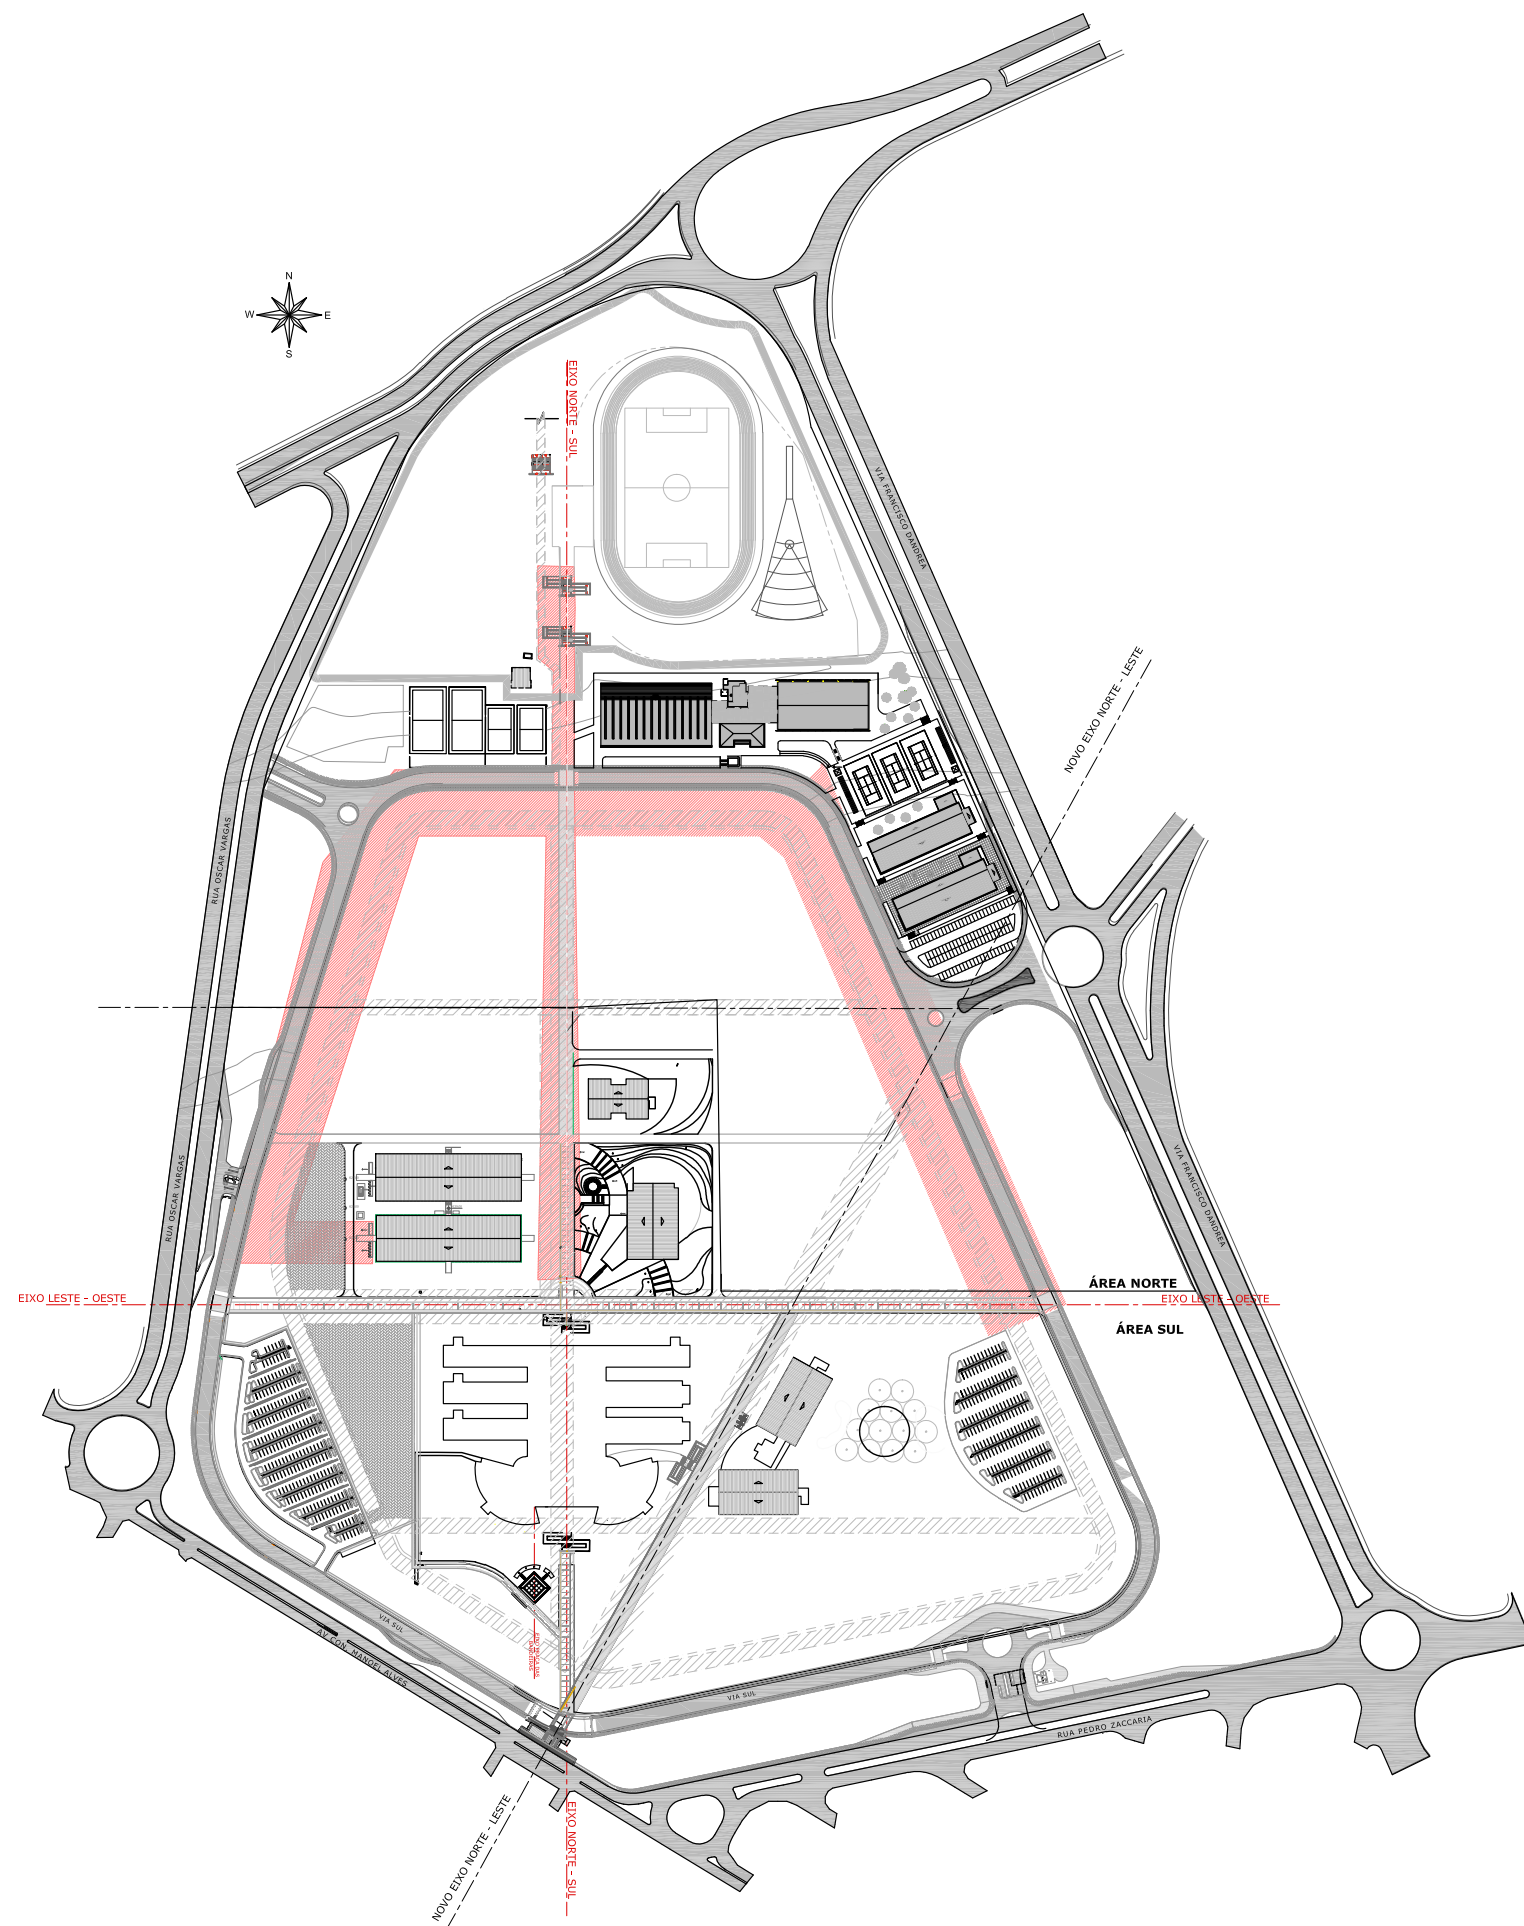 N
W E
S
EIXO NORTE - SUL
VIA FRANCISCO DANDREA
NOVO EIXO NORTE - LESTE
RUA OSCAR VARGAS
RUA OSCAR VARGAS
VIA FRANCISCO DANDREA
ÁREA NORTE
EIXO LESTE - OESTE
EIXO LESTE - OESTE
ÁREA SUL
VIA SUL
AV CON. MANOEL ALVES
VIA SUL
RUA PEDRO ZACCARIA
NOVO EIXO NORTE - LESTE
EIXO NORTE - SUL